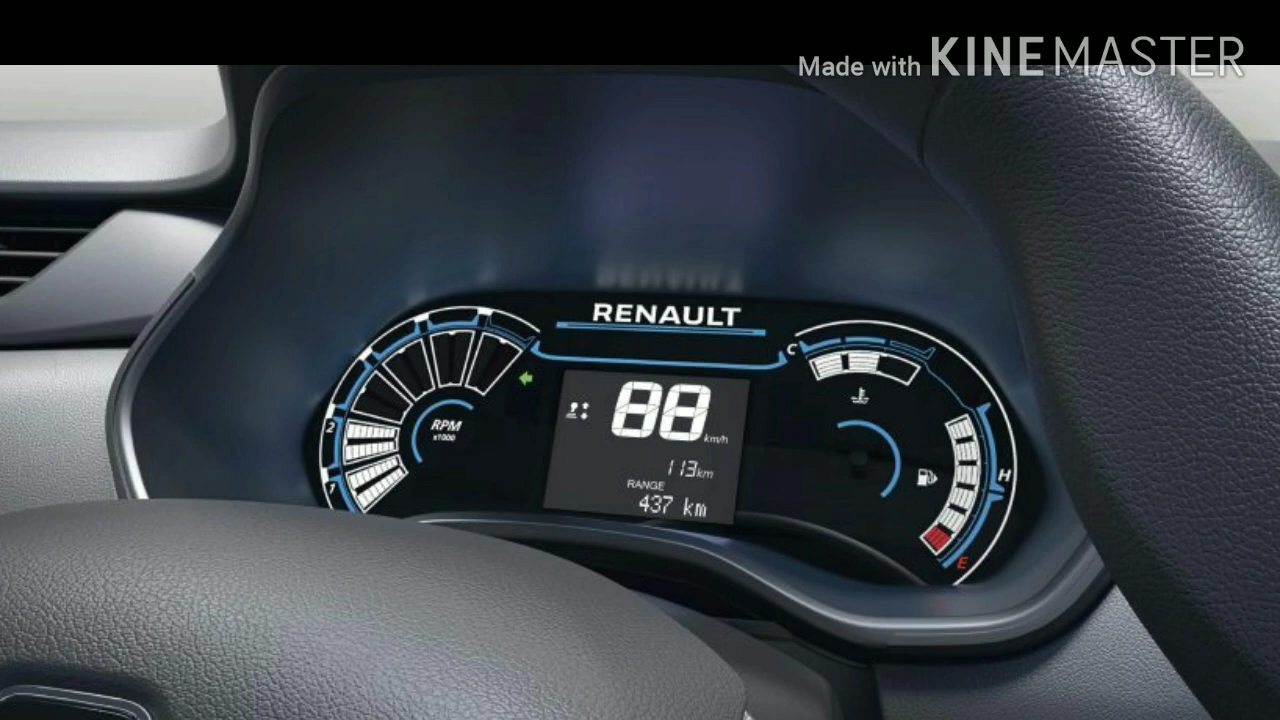 Made with KINEMASTER
RENAULT
C
2
RPM
x1000
88 km/h
113km
H
RANGE
1
437 km
E